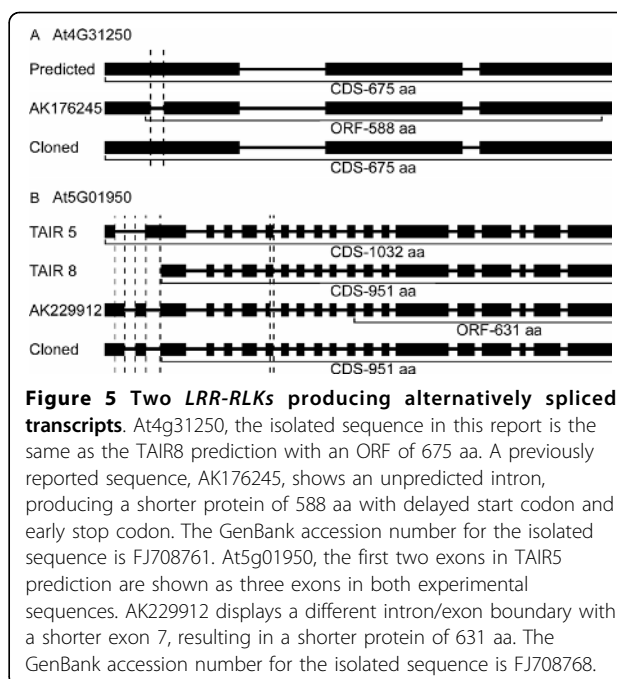 A At4G31250
Predicted
CDS-675 aa
AK176245
ORF-588 aa
Cloned
CDS-675 aa
B At5G01950
TAIR 5
CDS-1032 aa
TAIR 8
CDS-951 aa
AK229912
ORF-631 aa
Cloned
CDS-951 aa
Figure 5 Two LRR-RLKs producing alternatively spliced
transcripts. At4g31250, the isolated sequence in this report is the
same as the TAIR8 prediction with an ORF of 675 aa. A previously
reported sequence, AK176245, shows an unpredicted intron,
producing a shorter protein of 588 aa with delayed start codon and
early stop codon. The GenBank accession number for the isolated
sequence is FJ708761. At5g01950, the first two exons in TAIR5
prediction are shown as three exons in both experimental
sequences. AK229912 displays a different intron/exon boundary with
a shorter exon 7, resulting in a shorter protein of 631 aa. The
GenBank accession number for the isolated sequence is FJ708768.